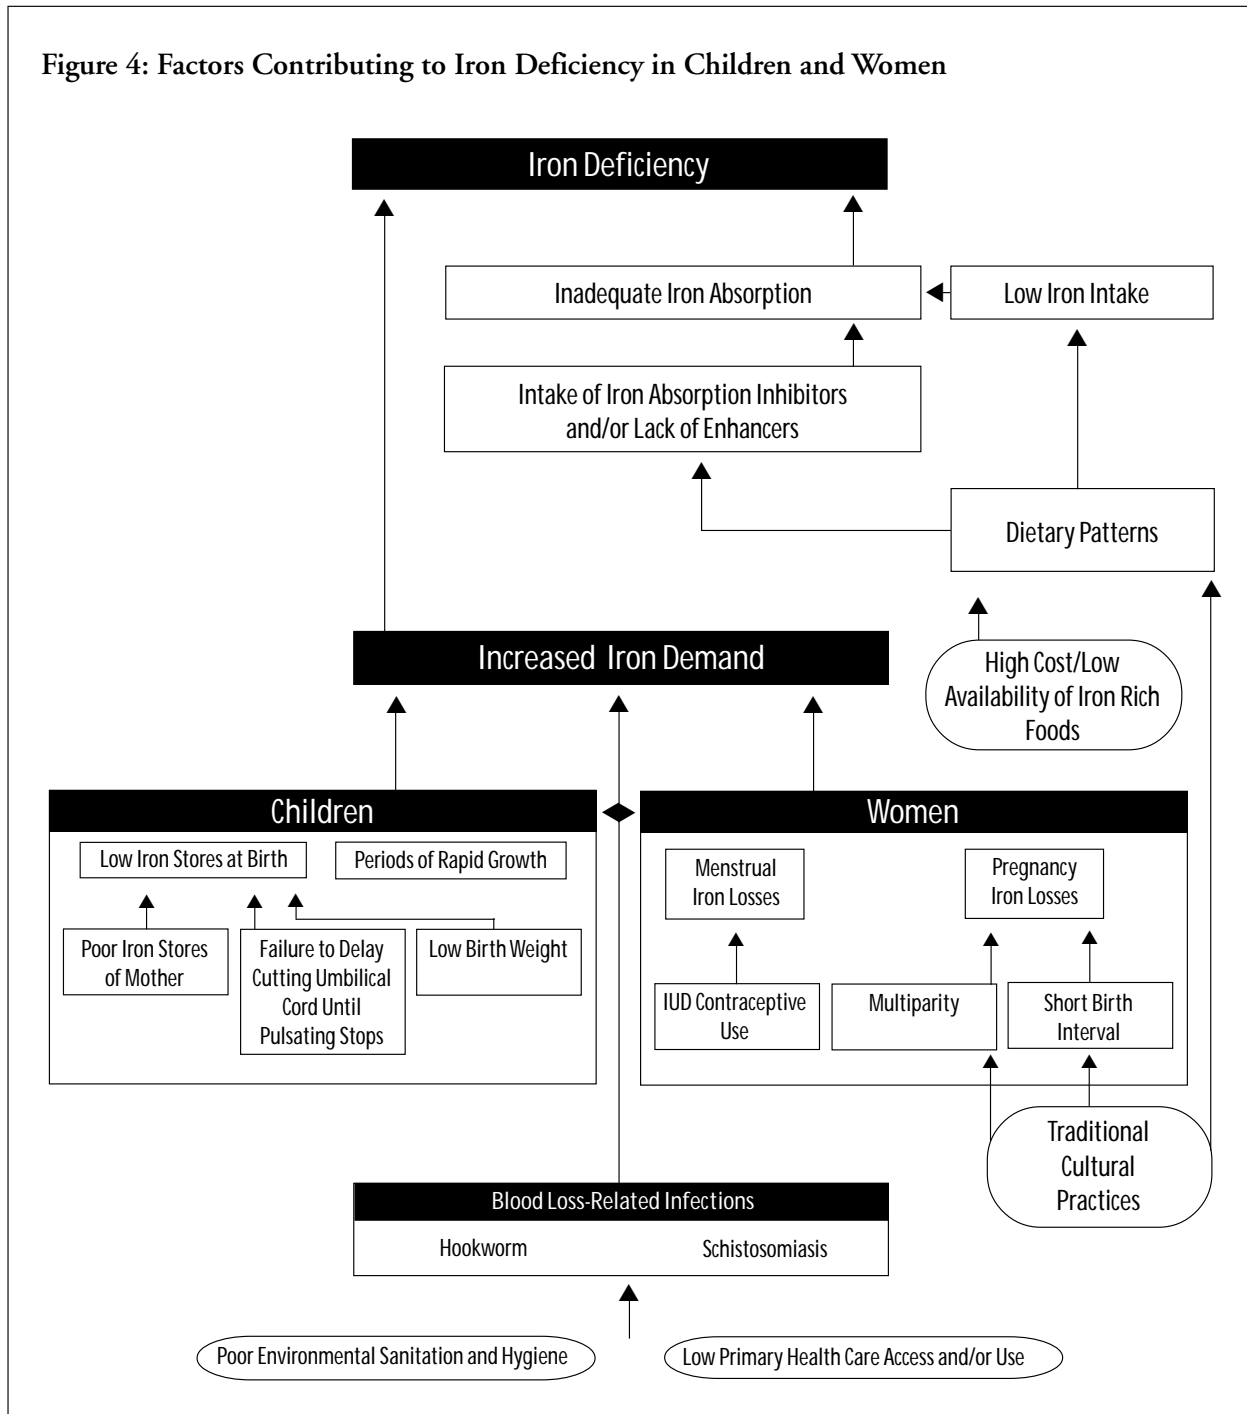 Figure 4: Factors Contributing to Iron Deficiency in Children and Women
Iron Deficiency
Inadequate Iron Absorption
Low Iron Intake
Intake of Iron Absorption Inhibitors
and/or Lack of Enhancers
Dietary Patterns
Increased Iron Demand
High Cost/Low
Availability of Iron Rich
Foods
Children
Low Iron Stores at Birth
Periods of Rapid Growth
Poor Iron Stores
of Mother
Failure to Delay
Cutting Umbilical
Cord Until
Pulsating Stops
Low Birth Weight
Women
Menstrual
Iron Losses
Pregnancy
Iron Losses
IUD Contraceptive
Use
Multiparity
Short Birth
Interval
Traditional
Cultural
Practices
Blood Loss-Related Infections
Hookworm
Schistosomiasis
Poor Environmental Sanitation and Hygiene
Low Primary Health Care Access and/or Use